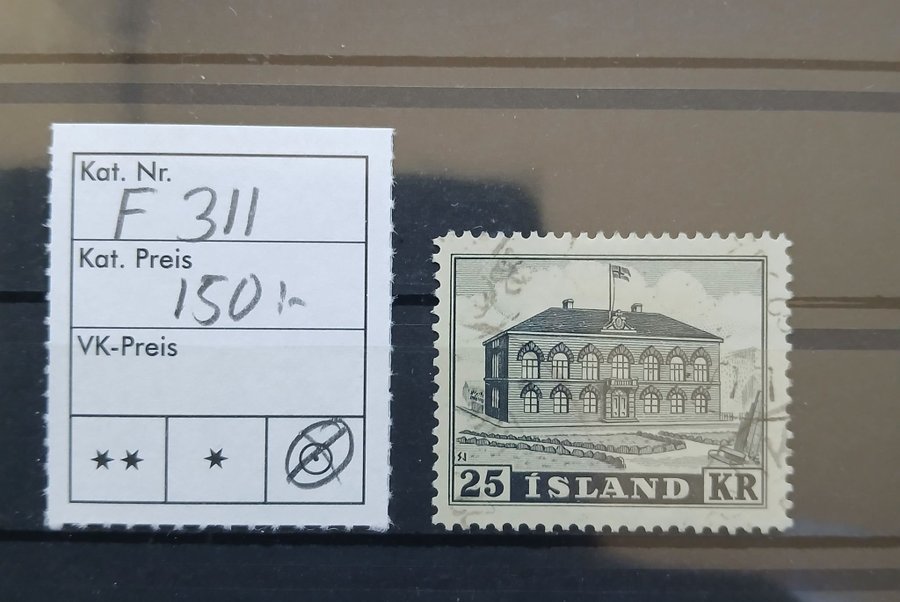 Kat. Nr.
F 311
Kat. Preis
150:-
VK-Preis
** *
25 ÍSLAND KR